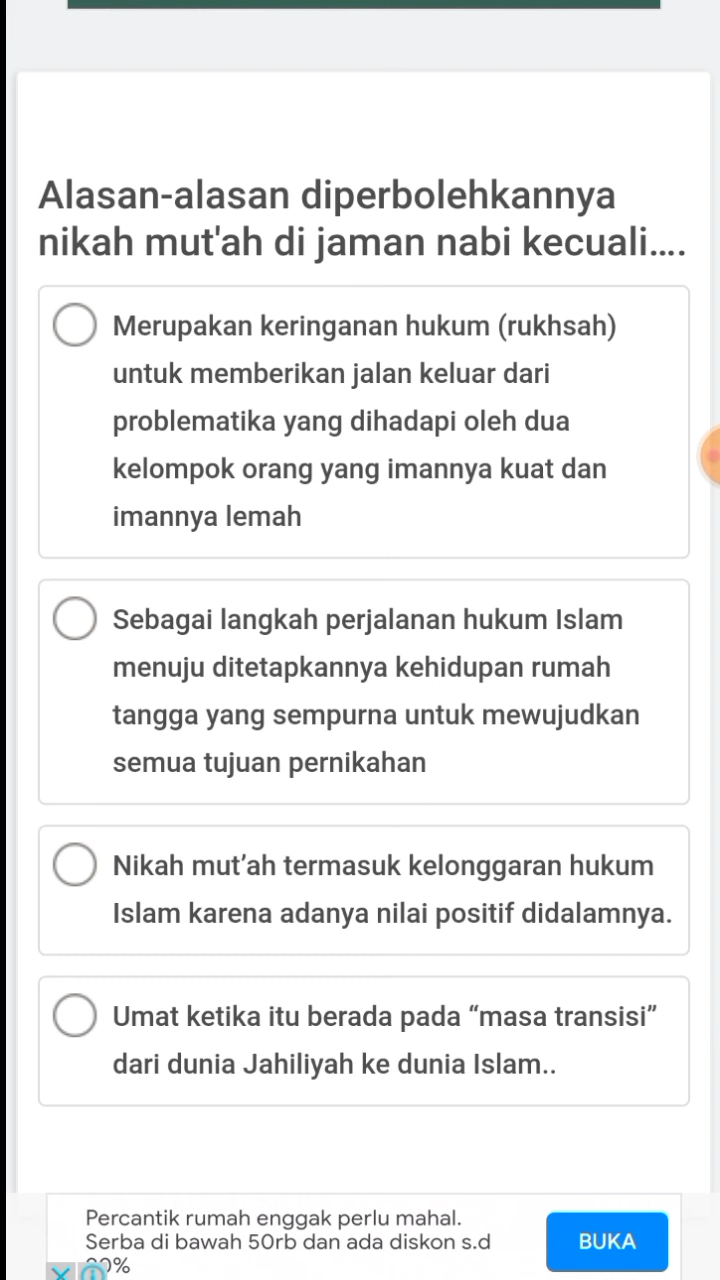 Alasan-alasan diperbolehkannya
nikah mut'ah di jaman nabi kecuali....
Merupakan keringanan hukum (rukhsah)
untuk memberikan jalan keluar dari
problematika yang dihadapi oleh dua
kelompok orang yang imannya kuat dan
imannya lemah
Sebagai langkah perjalanan hukum Islam
menuju ditetapkannya kehidupan rumah
tangga yang sempurna untuk mewujudkan
semua tujuan pernikahan
Nikah mut’ah termasuk kelonggaran hukum
Islam karena adanya nilai positif didalamnya.
Umat ketika itu berada pada “masa transisi”
dari dunia Jahiliyah ke dunia Islam..
Percantik rumah enggak perlu mahal.
Serba di bawah 50rb dan ada diskon s.d
BUKA